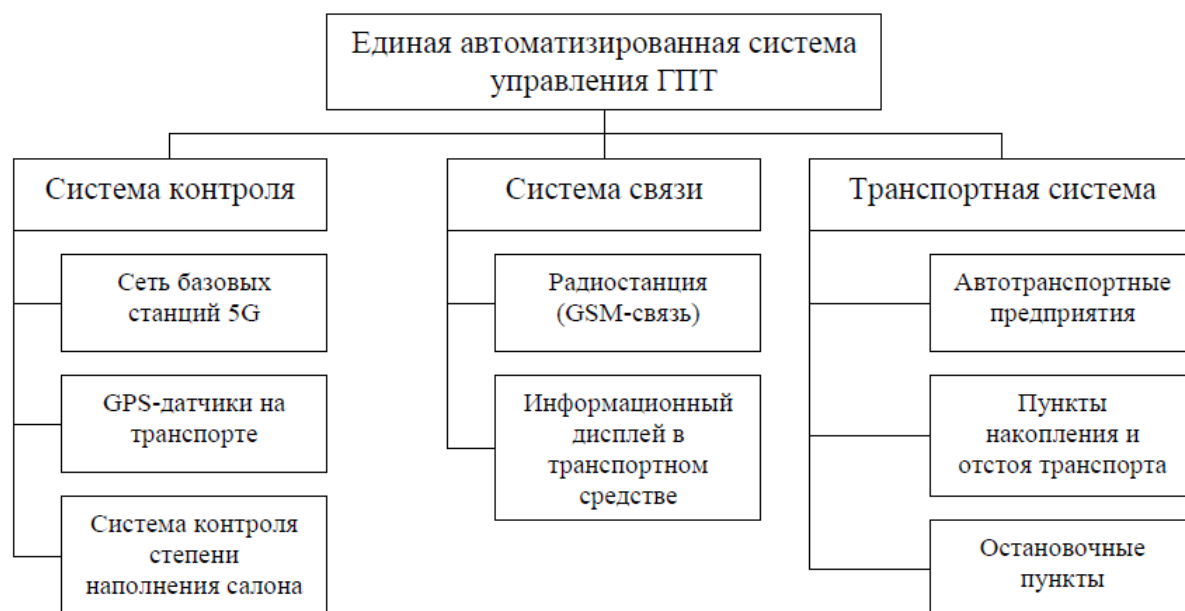 Единая автоматизированная система
управления ГПТ
Система контроля
Сеть базовых
станций 5G
GPS-датчики на
транспорте
Система контроля
степени
наполнения салона
Система связи
Радиостанция
(GSM-связь)
Информационный
дисплей в
транспортном
средстве
Транспортная система
Автотранспортные
предприятия
Пункты
накопления и
отстоя транспорта
Остановочные
пункты